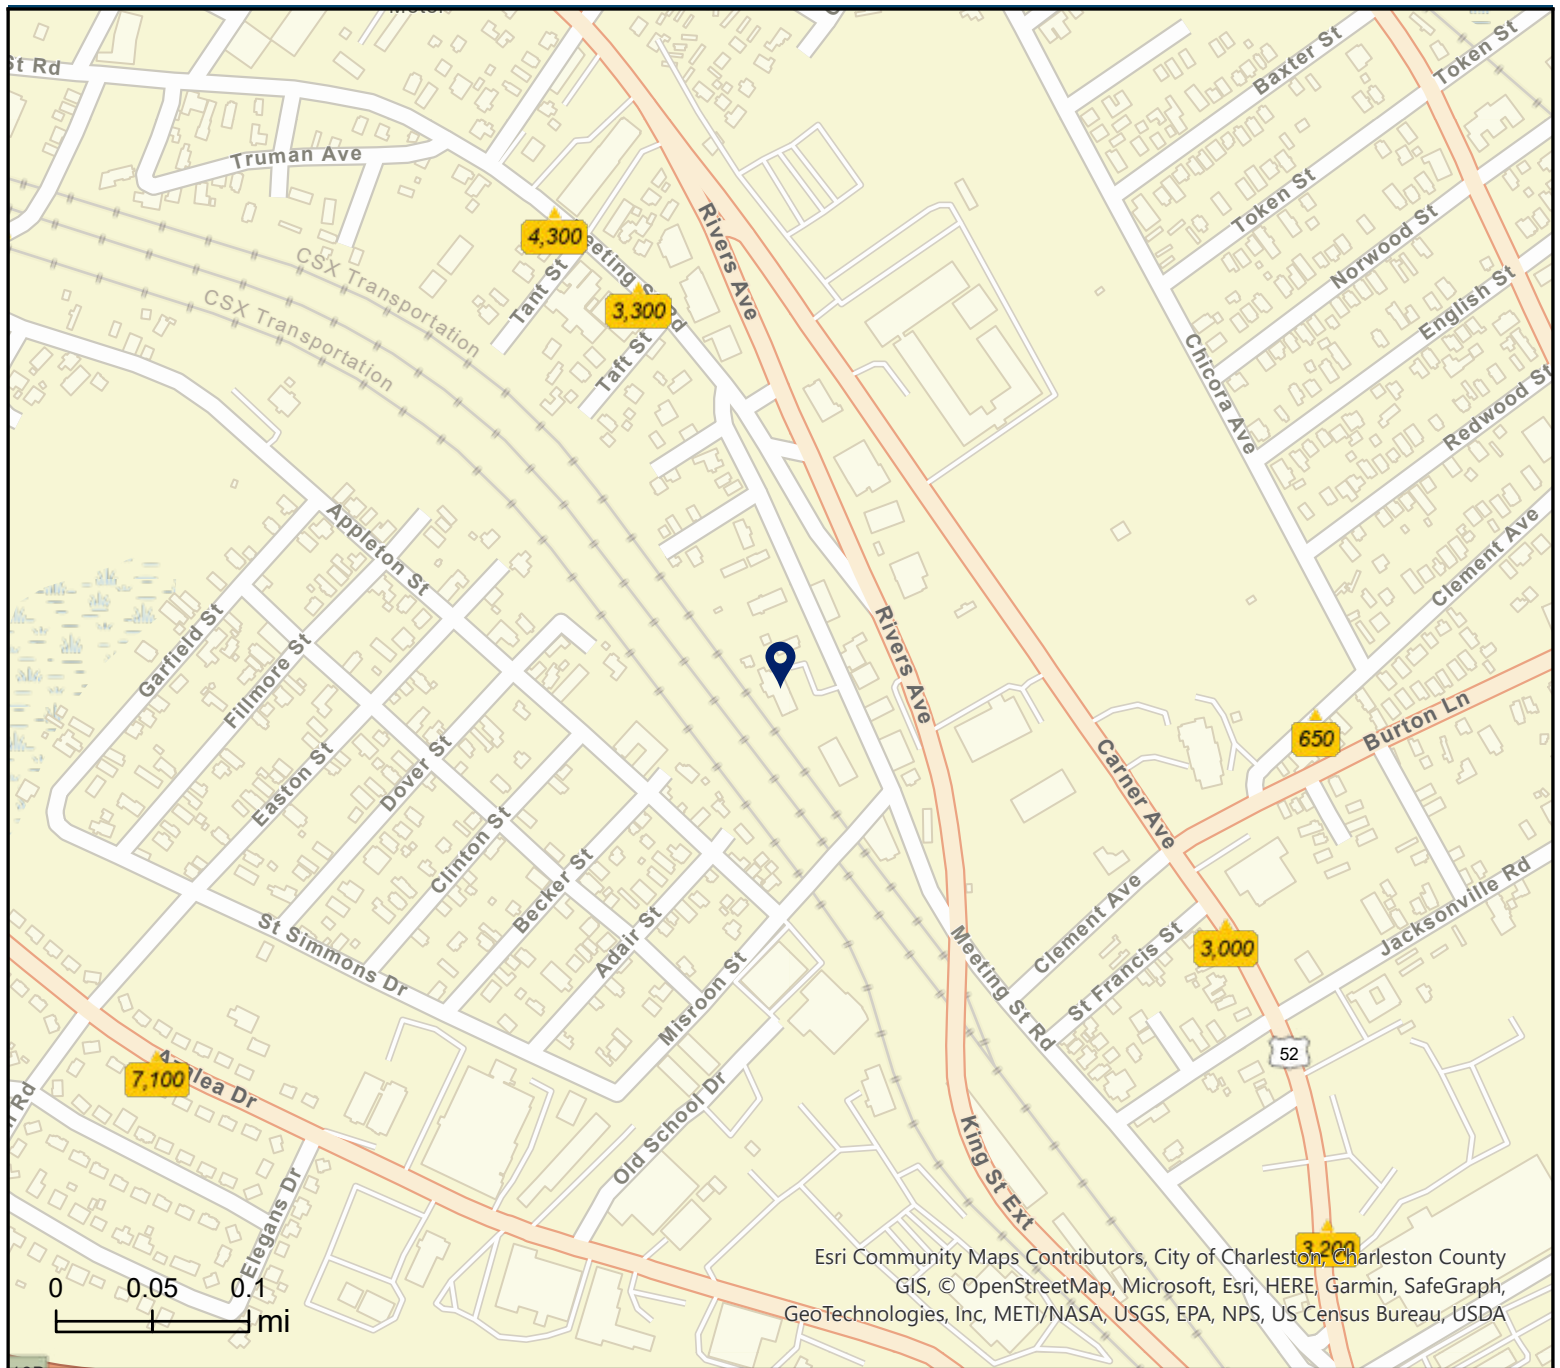 St Rd
Truman Ave
4,300
Meeting St Rd
Tant St
3,300
Taft St
CSX Transportation
CSX Transportation
Rivers Ave
Baxter St
Token St
Token St
Norwood St
English St
Redwood St
Chicora Ave
Clement Ave
Appleton St
Garfield St
Fillmore St
Easton St
Dover St
Clinton St
Becker St
Adair St
Misroon St
St Simmons Dr
Rivers Ave
Carner Ave
650
Burton Ln
Clement Ave
St Francis St
Meeting St Rd
3,000
Jacksonville Rd
52
7,100
Azalea Dr
Rd
Elegans Dr
Old School Dr
King St Ext
3,200
0 0.05 0.1
mi
Esri Community Maps Contributors, City of Charleston, Charleston County
GIS, © OpenStreetMap, Microsoft, Esri, HERE, Garmin, SafeGraph,
GeoTechnologies, Inc, METI/NASA, USGS, EPA, NPS, US Census Bureau, USDA